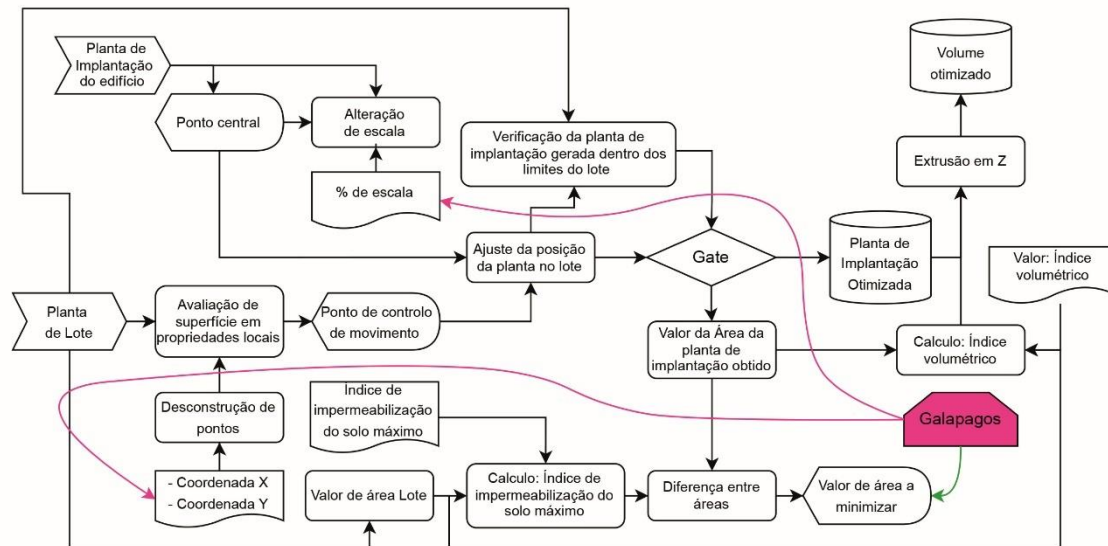 Planta de
Implantação
do edifício
Ponto central
Alteração
de escala
% de escala
Verificação da planta de
implantação gerada dentro dos
limites do lote
Volume
otimizado
Extrusão em Z
Ajuste da posição
da planta no lote
Gate
Planta de
Implantação
Otimizada
Valor: Índice
volumétrico
Planta
de Lote
Avaliação de
superfície em
propriedades locais
Ponto de controlo
de movimento
Valor da Área da
planta de
implantação obtido
Calculo: Índice
volumétrico
Desconstrução de
pontos
Índice de
impermeabilização
do solo máximo
Galapagos
- Coordenada X
- Coordenada Y
Valor de área Lote
Calculo: Índice de
impermeabilização do
solo máximo
Diferença entre
áreas
Valor de área a
minimizar